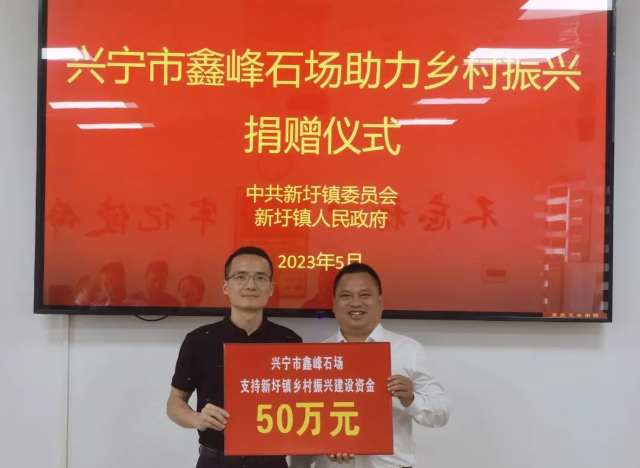 兴宁市鑫峰石场助力乡村振兴
捐赠仪式
中共新圩镇委员会
新圩镇人民政府
2023年5月
兴宁市鑫峰石场
支持新圩镇乡村振兴建设资金
50万元